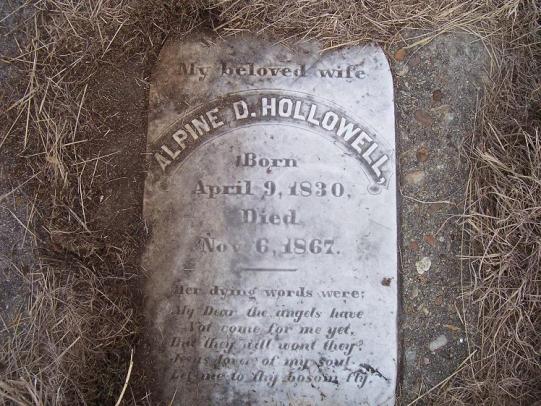 My beloved wife
ALPINE D. HOLLOWELL,
Born
April 9, 1830,
Died
Nov 6, 1867.
Her dying words were:
My Dear the angels have
Not come for me yet,
But they will wont they?
Jesus lover of my soul
Let me to thy bosom fly.